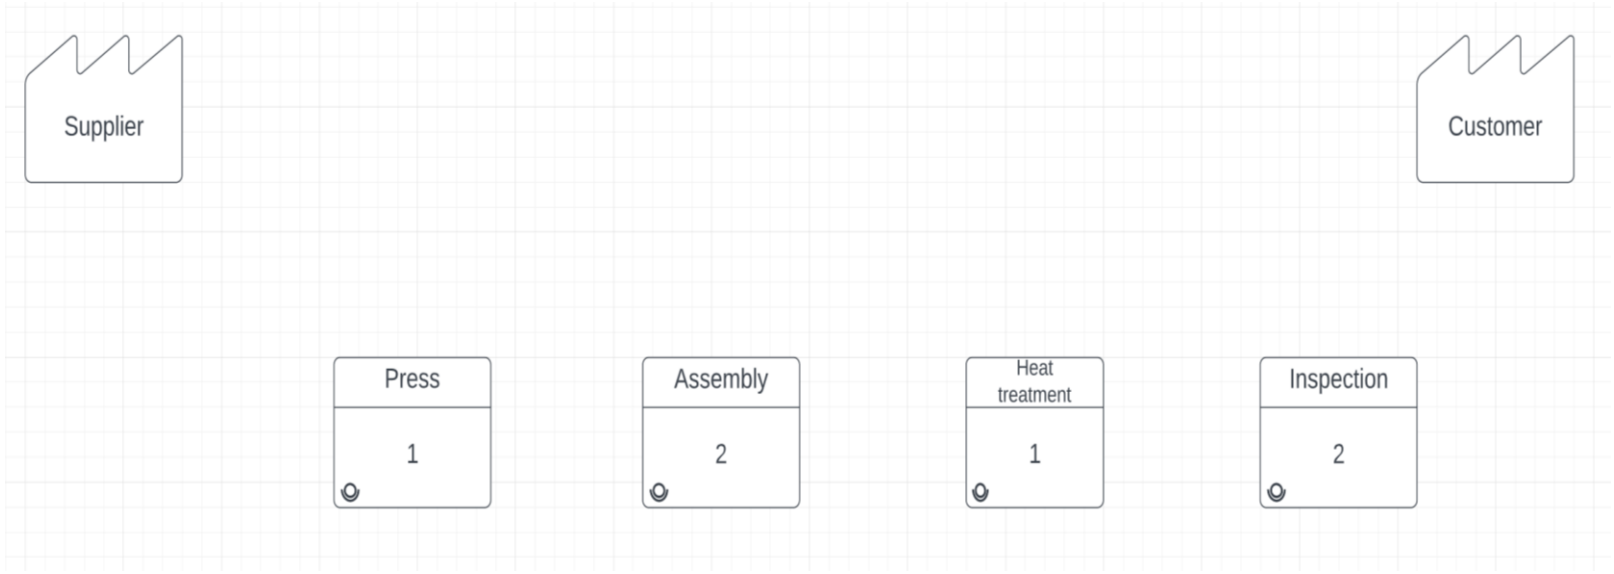 Supplier
Customer
Press
Assembly
Heat
treatment
Inspection
1
2
1
2